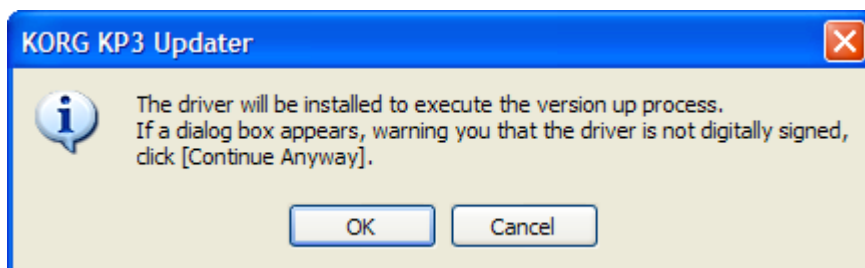 KORG KP3 Updater
The driver will be installed to execute the version up process.
If a dialog box appears, warning you that the driver is not digitally signed,
click [Continue Anyway].
OK Cancel